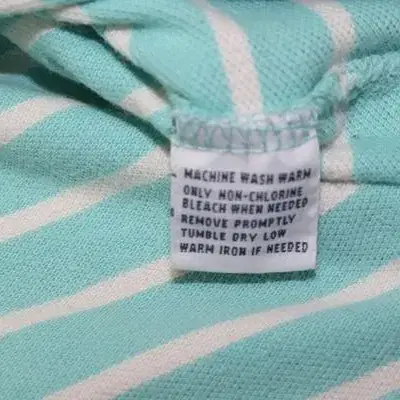 MACHINE WASH WARM
ONLY NON-CHLORINE
BLEACH WHEN NEEDED
REMOVE PROMPTLY
TUMBLE DRY LOW
WARM IRON IF NEEDED